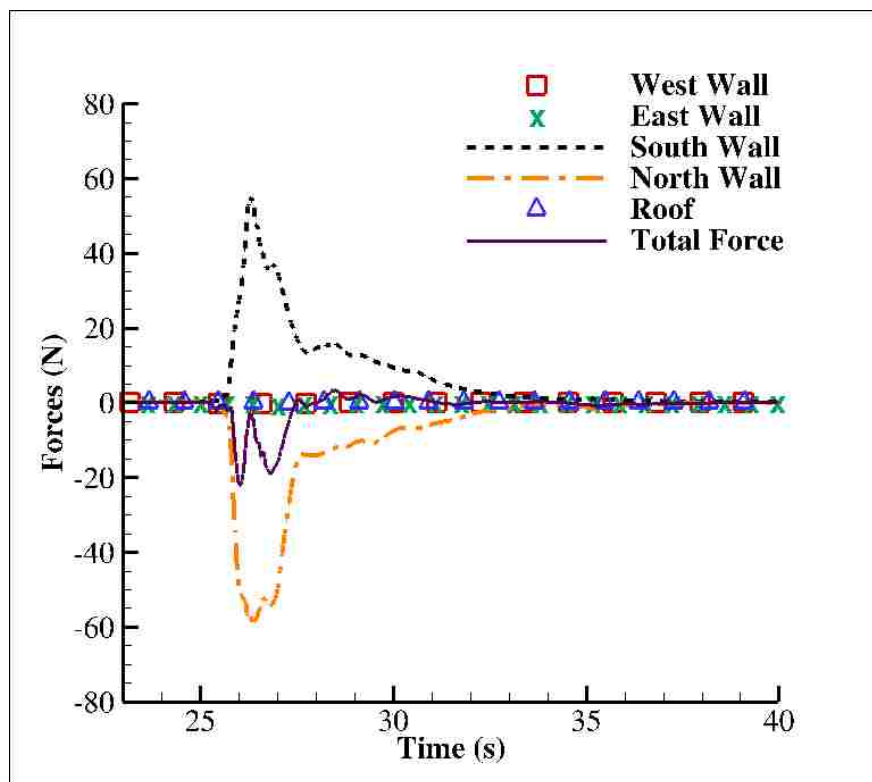 West Wall
East Wall
South Wall
North Wall
Roof
Total Force
80
60
40
20
0
-20
-40
-60
-80
Forces (N)
25
30
35
40
Time (s)